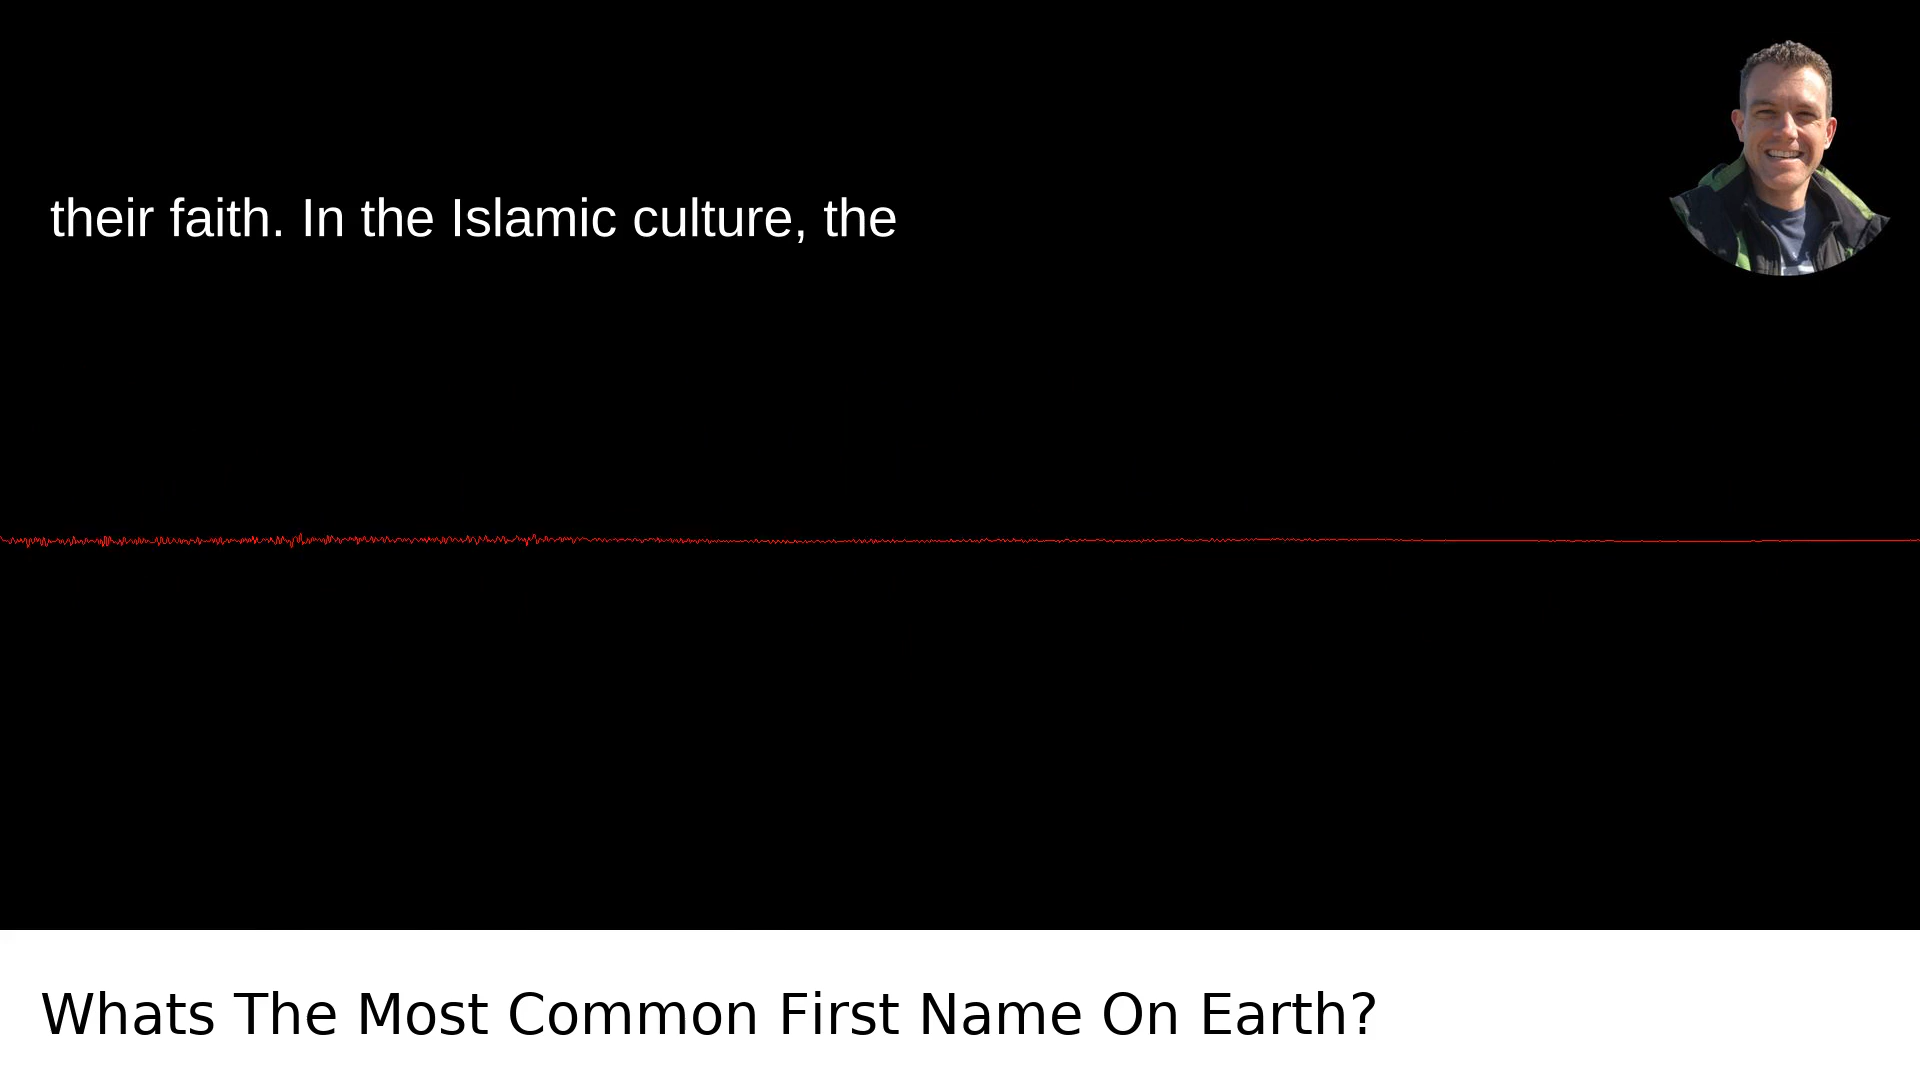 their faith. In the Islamic culture, the
Whats The Most Common First Name On Earth?